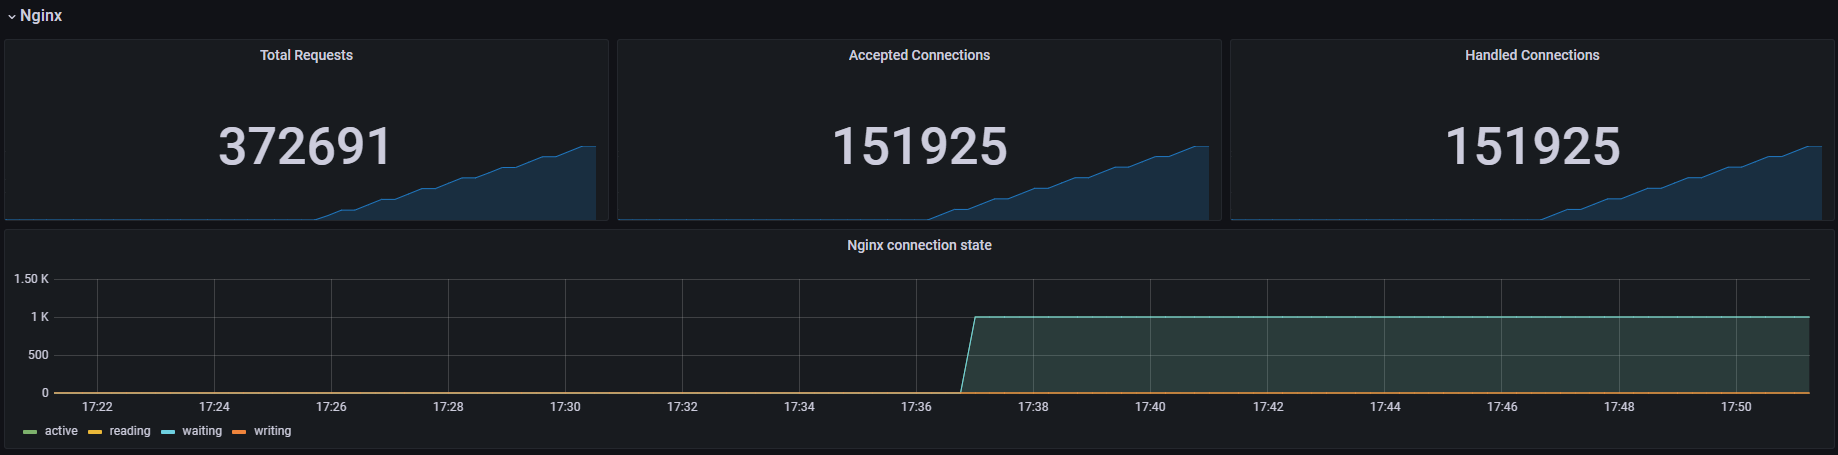 Nginx
Total Requests
Accepted Connections
Handled Connections
372691
151925
151925
Nginx connection state
1.50 K
1 K
500
0
17:22 17:24 17:26 17:28 17:30 17:32 17:34 17:36 17:38 17:40 17:42 17:44 17:46 17:48 17:50
active reading waiting writing